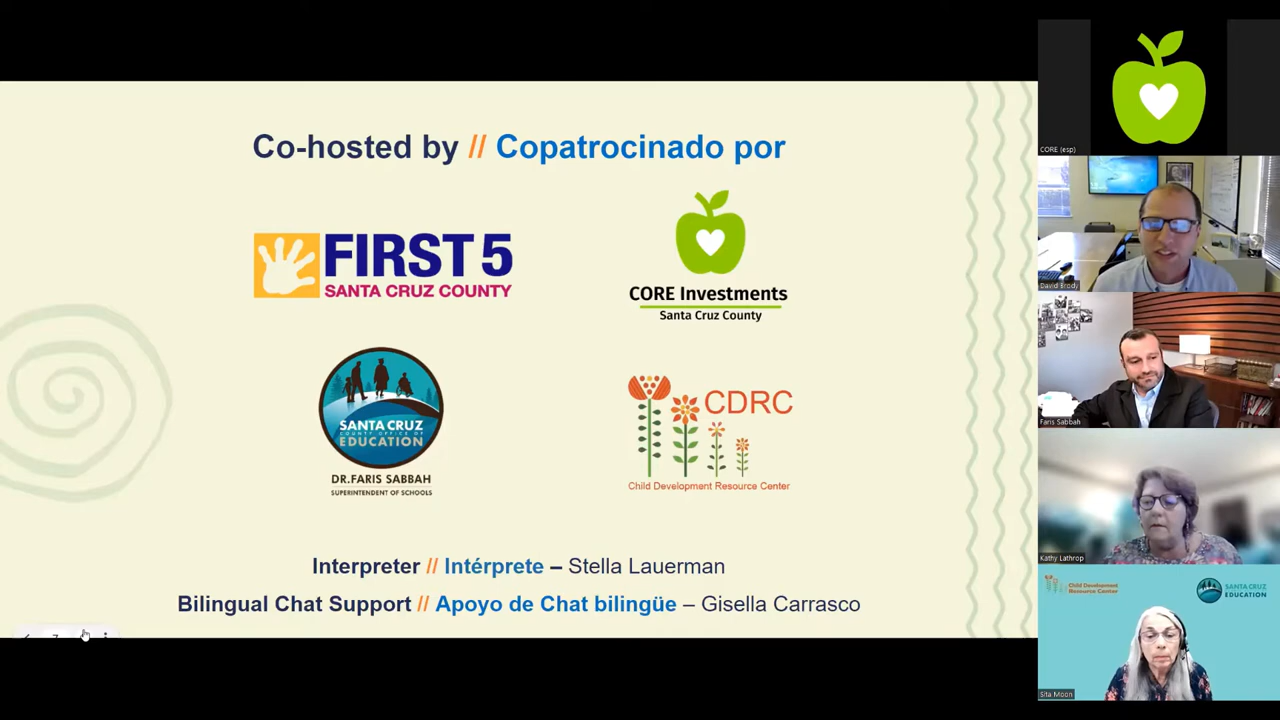 Co-hosted by // Copatrocinado por
FIRST 5
SANTA CRUZ COUNTY
CORE Investments
Santa Cruz County
SANTA CRUZ
COUNTY OFFICE OF
EDUCATION
DR. FARIS SABBAH
SUPERINTENDENT OF SCHOOLS
CDRC
Child Development Resource Center
Interpreter // Intérprete – Stella Lauerman
Bilingual Chat Support // Apoyo de Chat bilingüe – Gisella Carrasco
7
CORE (esp)
David Brody
Faris Sabbah
Kathy Lathrop
Child Development
Resource Center
SANTA CRUZ
EDUCATION
Sita Moon